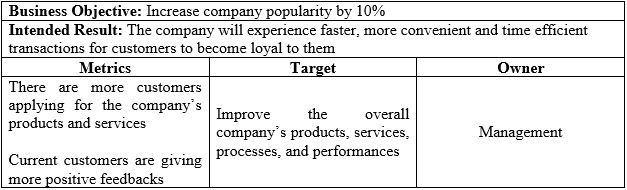 Business Objective: Increase company popularity by 10%
Intended Result: The company will experience faster, more convenient and time efficient
transactions for customers to become loyal to them
Metrics
Target
Owner
There are more customers
applying for the company's
products and services
Current customers are giving
more positive feedbacks
Improve the overall
company's products, services,
processes, and performances
Management